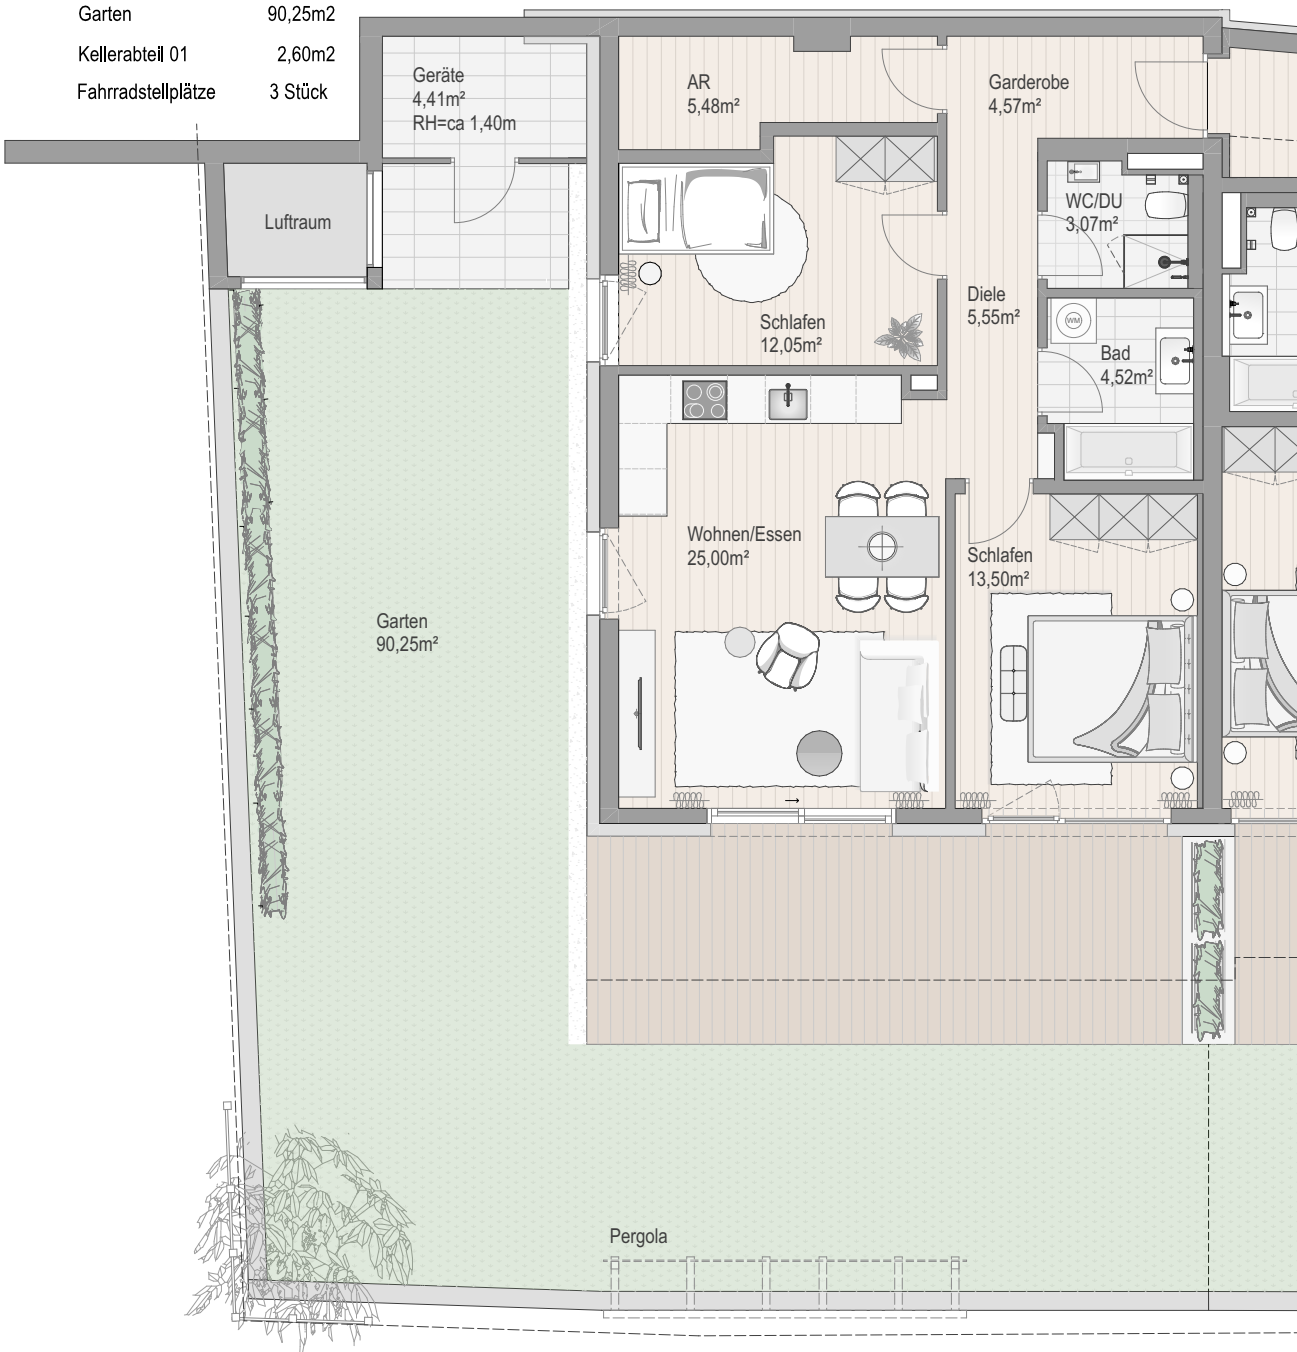 Garten 90,25m2
Kellerabteil 01 2,60m2
Fahrradstellplätze 3 Stück
Geräte
4,41m²
RH=ca 1,40m
AR
5,48m²
Garderobe
4,57m²
Luftraum
WC/DU
3,07m²
Schlafen
12,05m²
Diele
5,55m²
WM
Bad
4,52m²
Wohnen/Essen
25,00m²
Schlafen
13,50m²
Garten
90,25m²
Pergola